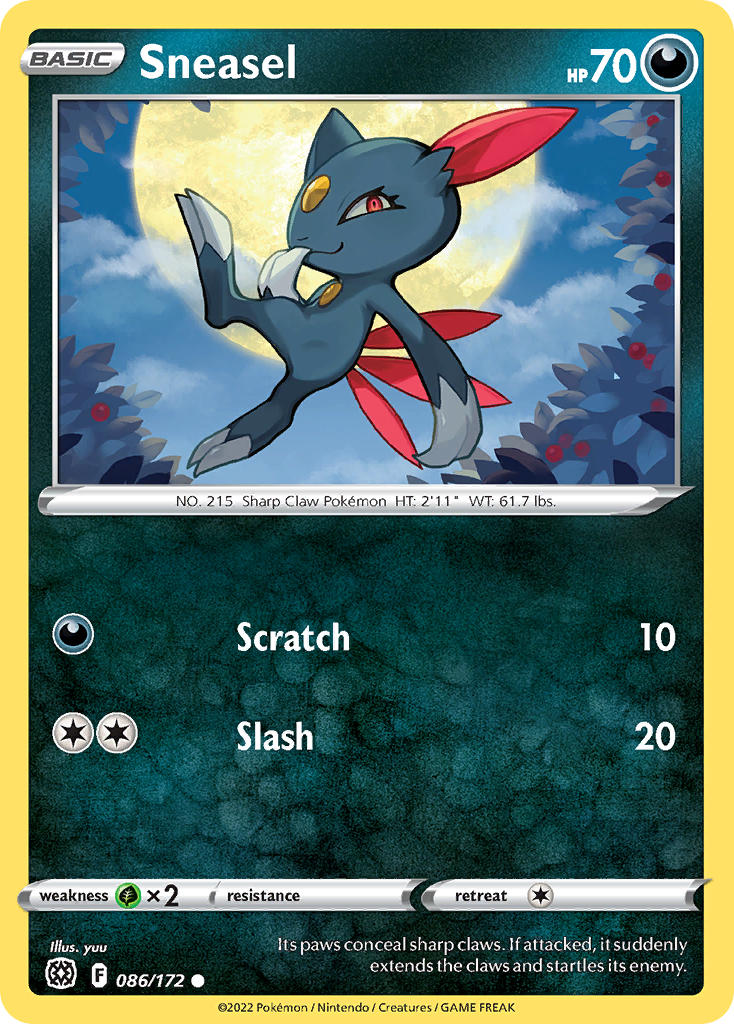 BASIC Sneasel HP 70
NO. 215 Sharp Claw Pokémon HT: 2'11" WT: 61.7 lbs.
Scratch 10
Slash 20
weakness ×2 resistance retreat
Illus. yuu
Its paws conceal sharp claws. If attacked, it suddenly
extends the claws and startles its enemy.
F 086/172
©2022 Pokémon / Nintendo / Creatures / GAME FREAK